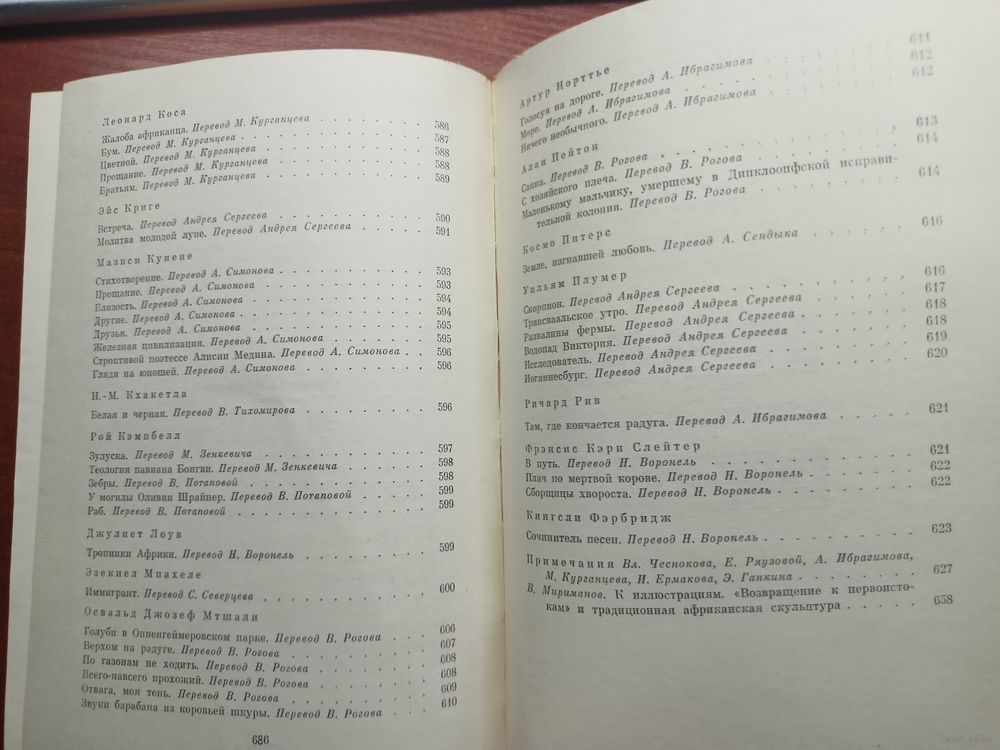 Леонард Коса
Жалоба африканца. Перевод М. Курганцева . . . . . . . 586
Бум. Перевод М. Курганцева . . . . . . . 587
Цветной. Перевод М. Курганцева . . . . . . . 588
Прощание. Перевод М. Курганцева . . . . . . . 588
Братьям. Перевод М. Курганцева . . . . . . . 589
Эйс Криге
Встреча. Перевод Андрея Сергеева . . . . . . . 590
Молитва молодой луне. Перевод Андрея Сергеева . . . . . . . 591
Мазиси Кунене
Стихотворение. Перевод А. Симонова . . . . . . . 593
Прощание. Перевод А. Симонова . . . . . . . 593
Близость. Перевод А. Симонова . . . . . . . 594
Другие. Перевод А. Симонова . . . . . . . 594
Друзья. Перевод А. Симонова . . . . . . . 595
Железная цивилизация. Перевод А. Симонова . . . . . . . 595
Строптивой поэтессе Алисии Медина. Перевод А. Симонова . . 596
Глядя на юношей. Перевод А. Симонова . . . . . . . 596
Н.-М. Кхакетла
Белая и черная. Перевод В. Тихомирова . . . . . . . 596
Рой Кэмпбелл
Зулуска. Перевод М. Зенкевича . . . . . . . 597
Теология павиана Бонгви. Перевод М. Зенкевича . . . . . . . 598
Зебры. Перевод В. Потаповой . . . . . . . 598
У могилы Оливии Шрайнер. Перевод В. Потаповой . . . . . 599
Раб. Перевод В. Потаповой . . . . . . . 599
Джулиет Лоув
Тропинки Африки. Перевод Н. Воронель . . . . . . . 599
Эзекиел Мпахеле
Иммигрант. Перевод С. Северцева . . . . . . . 600
Освальд Джозеф Мтшали
Голуби в Оппенгеймеровском парке. Перевод В. Рогова . . . 606
Верхом на радуге. Перевод В. Рогова . . . . . . . 607
По газонам не ходить. Перевод В. Рогова . . . . . . . 608
Всего-навсего прохожий. Перевод В. Рогова . . . . . . . 608
Отвага, моя тень. Перевод В. Рогова . . . . . . . 609
Звуки барабана из коровьей шкуры. Перевод В. Рогова . . . 610
686
Артур Норттье
Голосуя на дороге. Перевод А. Ибрагимова . . . . . . . 611
Море. Перевод А. Ибрагимова . . . . . . . 612
Ничего необычного. Перевод А. Ибрагимова . . . . . . . 612
Алан Пейтон
Санна. Перевод В. Рогова . . . . . . . 613
С хозяйского плеча. Перевод В. Рогова . . . . . . . 614
Маленькому мальчику, умершему в Дипклоопфской исправи-
тельной колонии. Перевод В. Рогова . . . . . . . 614
Космо Питерс
Земле, изгнавшей любовь. Перевод А. Сендыка . . . . . . . 616
Уильям Плумер
Скорпион. Перевод Андрея Сергеева . . . . . . . 616
Трансваальское утро. Перевод Андрея Сергеева . . . . . . . 617
Развалины фермы. Перевод Андрея Сергеева . . . . . . . 618
Водопад Виктория. Перевод Андрея Сергеева . . . . . . . 618
Исследователь. Перевод Андрея Сергеева . . . . . . . 619
Иоганнесбург. Перевод Андрея Сергеева . . . . . . . 620
Ричард Рив
Там, где кончается радуга. Перевод А. Ибрагимова . . . . . 621
Фрэнсис Кэри Слейтер
В путь. Перевод Н. Воронель . . . . . . . 621
Плач по мертвой корове. Перевод Н. Воронель . . . . . . . 622
Сборщицы хвороста. Перевод Н. Воронель . . . . . . . 622
Кингсли Фэрбридж
Сочинитель песен. Перевод Н. Воронель . . . . . . . 623
Примечания Вл. Чеснокова, Е. Ряузовой, А. Ибрагимова,
М. Курганцева, И. Ермакова, Э. Ганкина . . . . . . . 627
В. Мириманов. К иллюстрациям. «Возвращение к первоисто-
кам» и традиционная африканская скульптура . . . . . 658